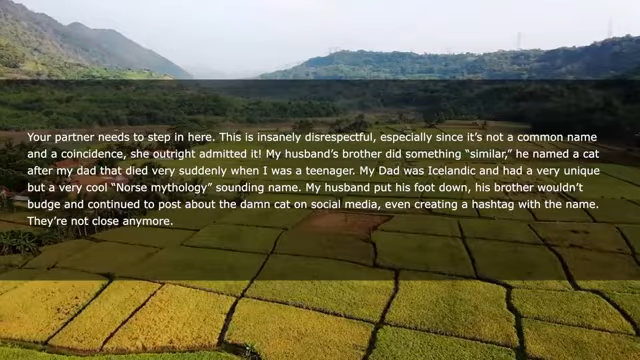 Your partner needs to step in here. This is insanely disrespectful, especially since it's not a common name
and a coincidence, she outright admitted it! My husband's brother did something "similar," he named a cat
after my dad that died very suddenly when I was a teenager. My Dad was Icelandic and had a very unique
but a very cool "Norse mythology" sounding name. My husband put his foot down, his brother wouldn't
budge and continued to post about the damn cat on social media, even creating a hashtag with the name.
They're not close anymore.